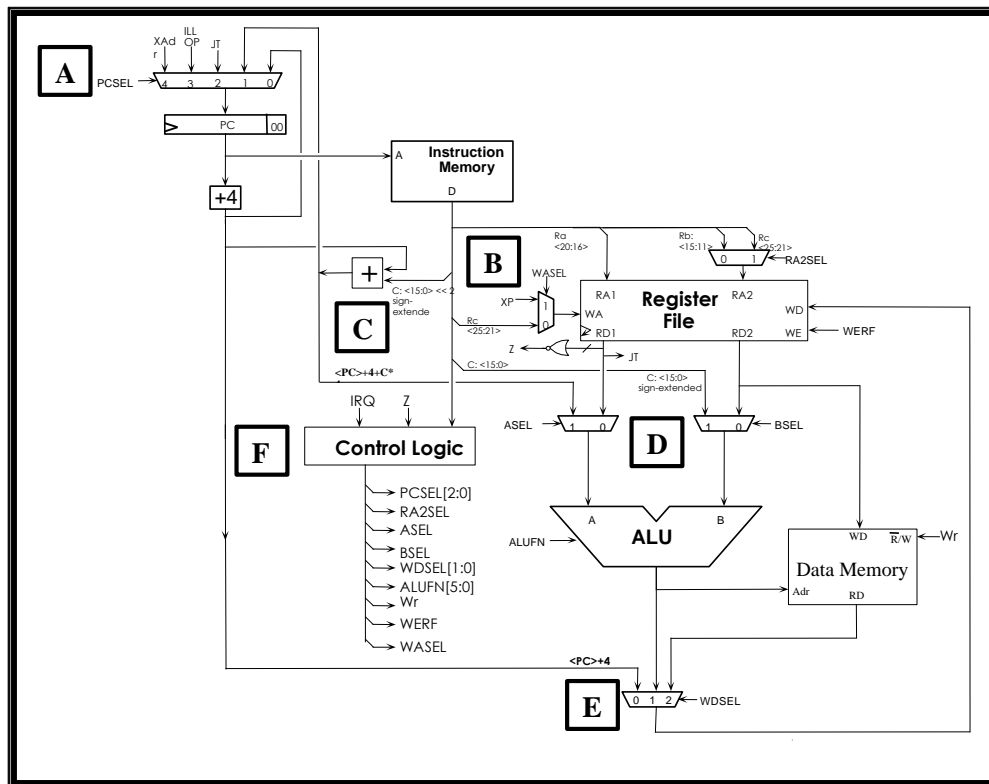 ILL
XAd OP JT
r
A
PCSEL
4 3 2 1 0
PC 00
A Instruction
Memory
D
+4
Ra
<20:16>
Rb:
<15:11>
Rc
<25:21>
B
0 1
RA2SEL
WASEL
+
C: <15:0> << 2
sign-
extende
XP
1
0
WA
RA1 RA2
Register
File
WD
RD1 RD2 WE
WERF
C
Rc
<25:21>
Z
JT
C: <15:0>
C: <15:0>
sign-extended
<PC>+4+C*
IRQ Z
ASEL
1 0
D
1 0
BSEL
F
Control Logic
PCSEL[2:0]
RA2SEL
ASEL
BSEL
WDSEL[1:0]
ALUFN[5:0]
Wr
WERF
WASEL
A B
ALU
ALUFN
WD R̅/W
Wr
Data Memory
Adr RD
<PC>+4
E
0 1 2
WDSEL